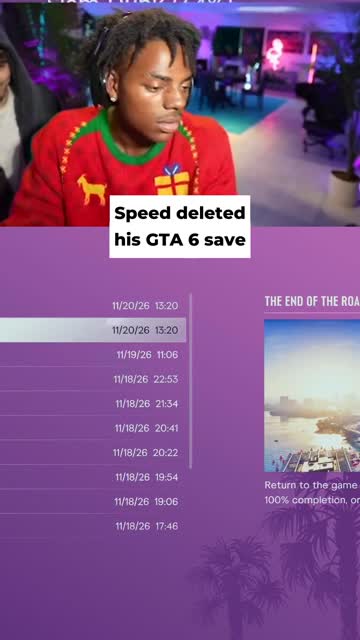 Speed deleted
his GTA 6 save
11/20/26 13:20
11/20/26 13:20
11/19/26 11:06
11/18/26 22:53
11/18/26 21:34
11/18/26 20:41
11/18/26 20:22
11/18/26 19:54
11/18/26 19:06
11/18/26 17:46
THE END OF THE ROA
Return to the game
100% completion, or